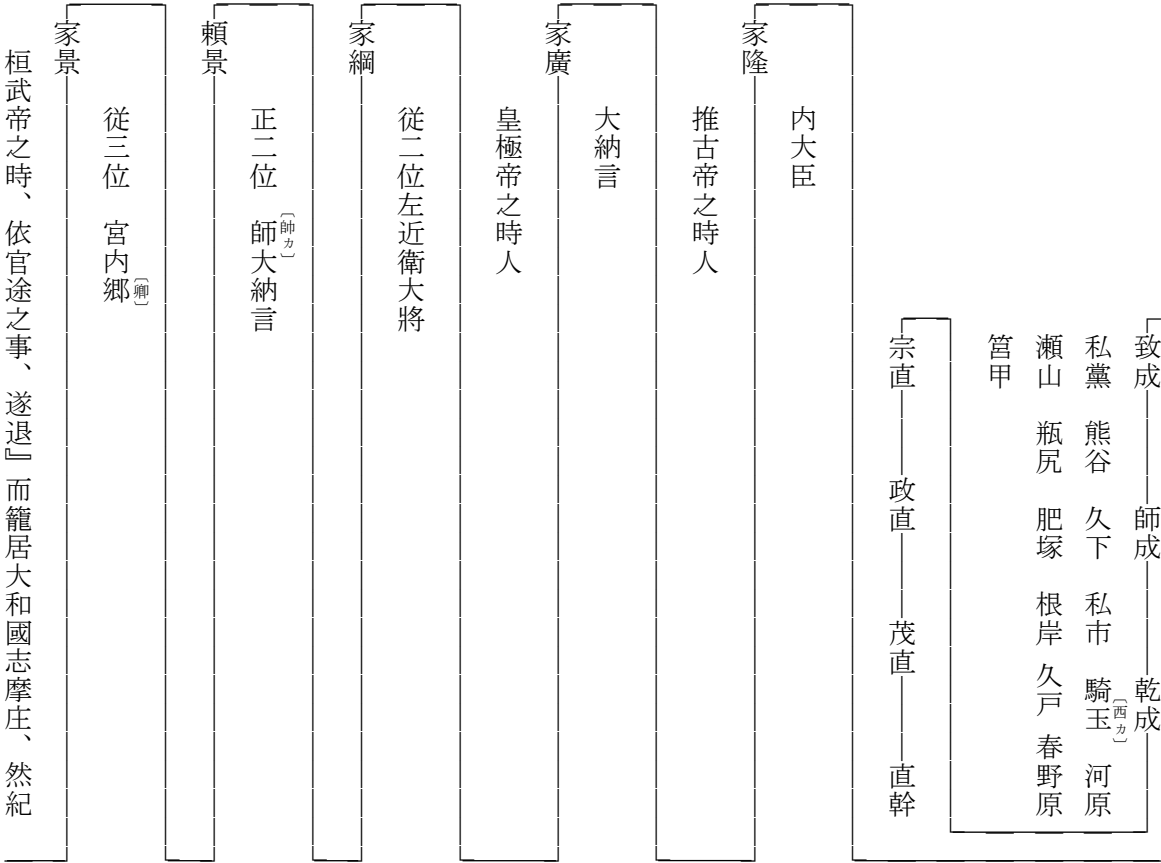 致成 師成 乾成
私黨 熊谷 久下 私市 騎玉〔西カ〕 河原
瀬山 瓶尻 肥塚 根岸 久戸 春野原
筥甲
宗直 政直 茂直 直幹
内大臣
家隆
推古帝之時人
大納言
家廣
皇極帝之時人
従二位左近衛大將
家綱
正二位 師〔帥カ〕大納言
頼景
従三位 宮内郷〔卿〕
家景
桓武帝之時、依官途之事、遂退』而籠居大和國志摩庄、然紀